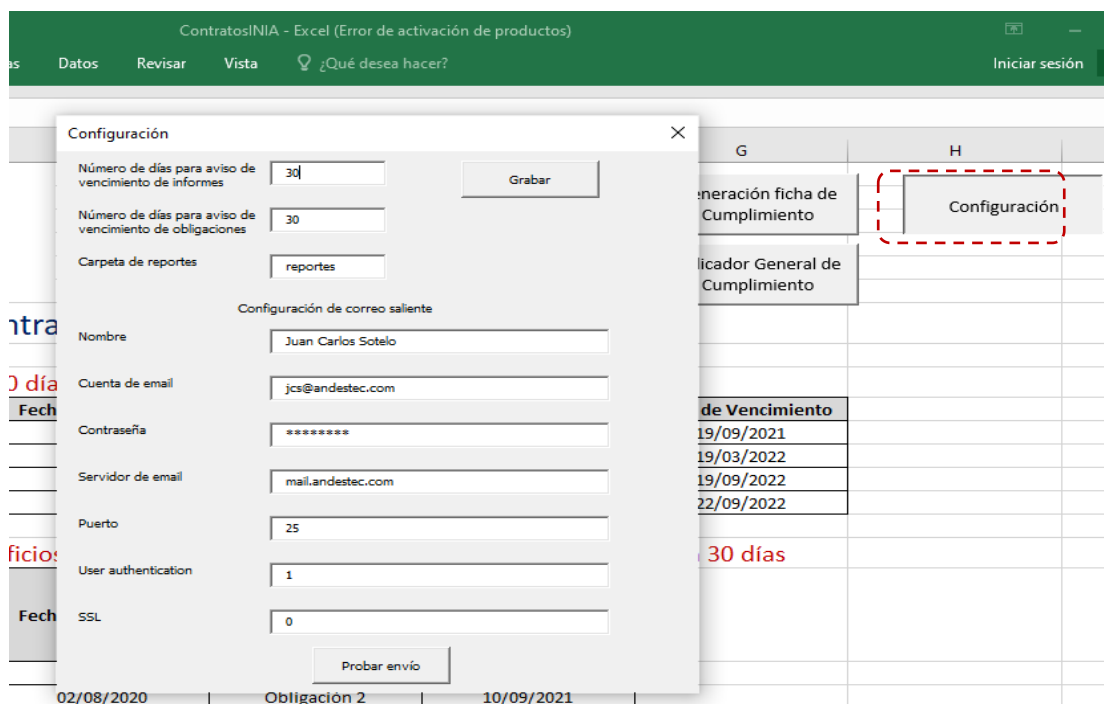 ContratosINIA - Excel (Error de activación de productos)
as Datos Revisar Vista ¿Qué desea hacer? Iniciar sesión
G H
Configuración
Número de días para aviso de
vencimiento de informes
30
Grabar
Número de días para aviso de
vencimiento de obligaciones
30
Carpeta de reportes
reportes
Configuración de correo saliente
Nombre
Juan Carlos Sotelo
Cuenta de email
jcs@andestec.com
Contraseña
********
Servidor de email
mail.andestec.com
Puerto
25
User authentication
1
SSL
0
Probar envío
neración ficha de
Cumplimiento
Configuración
licador General de
Cumplimiento
ntra
0 día
Fech de Vencimiento
19/09/2021
19/03/2022
19/09/2022
22/09/2022
ficios 30 días
Fech
02/08/2020 Obligación 2 10/09/2021